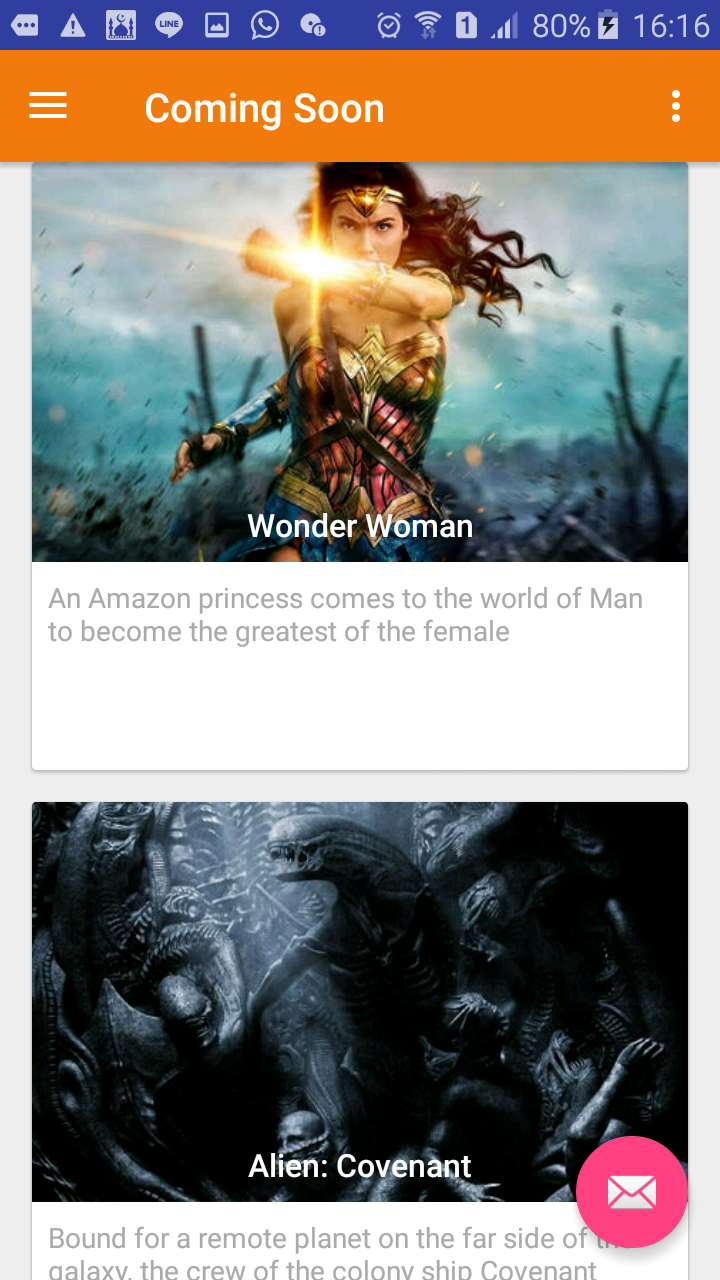 LINE
1
80%
16:16
Coming Soon
Wonder Woman
An Amazon princess comes to the world of Man
to become the greatest of the female
Alien: Covenant
Bound for a remote planet on the far side of
galaxy, the crew of the colony ship Covenant